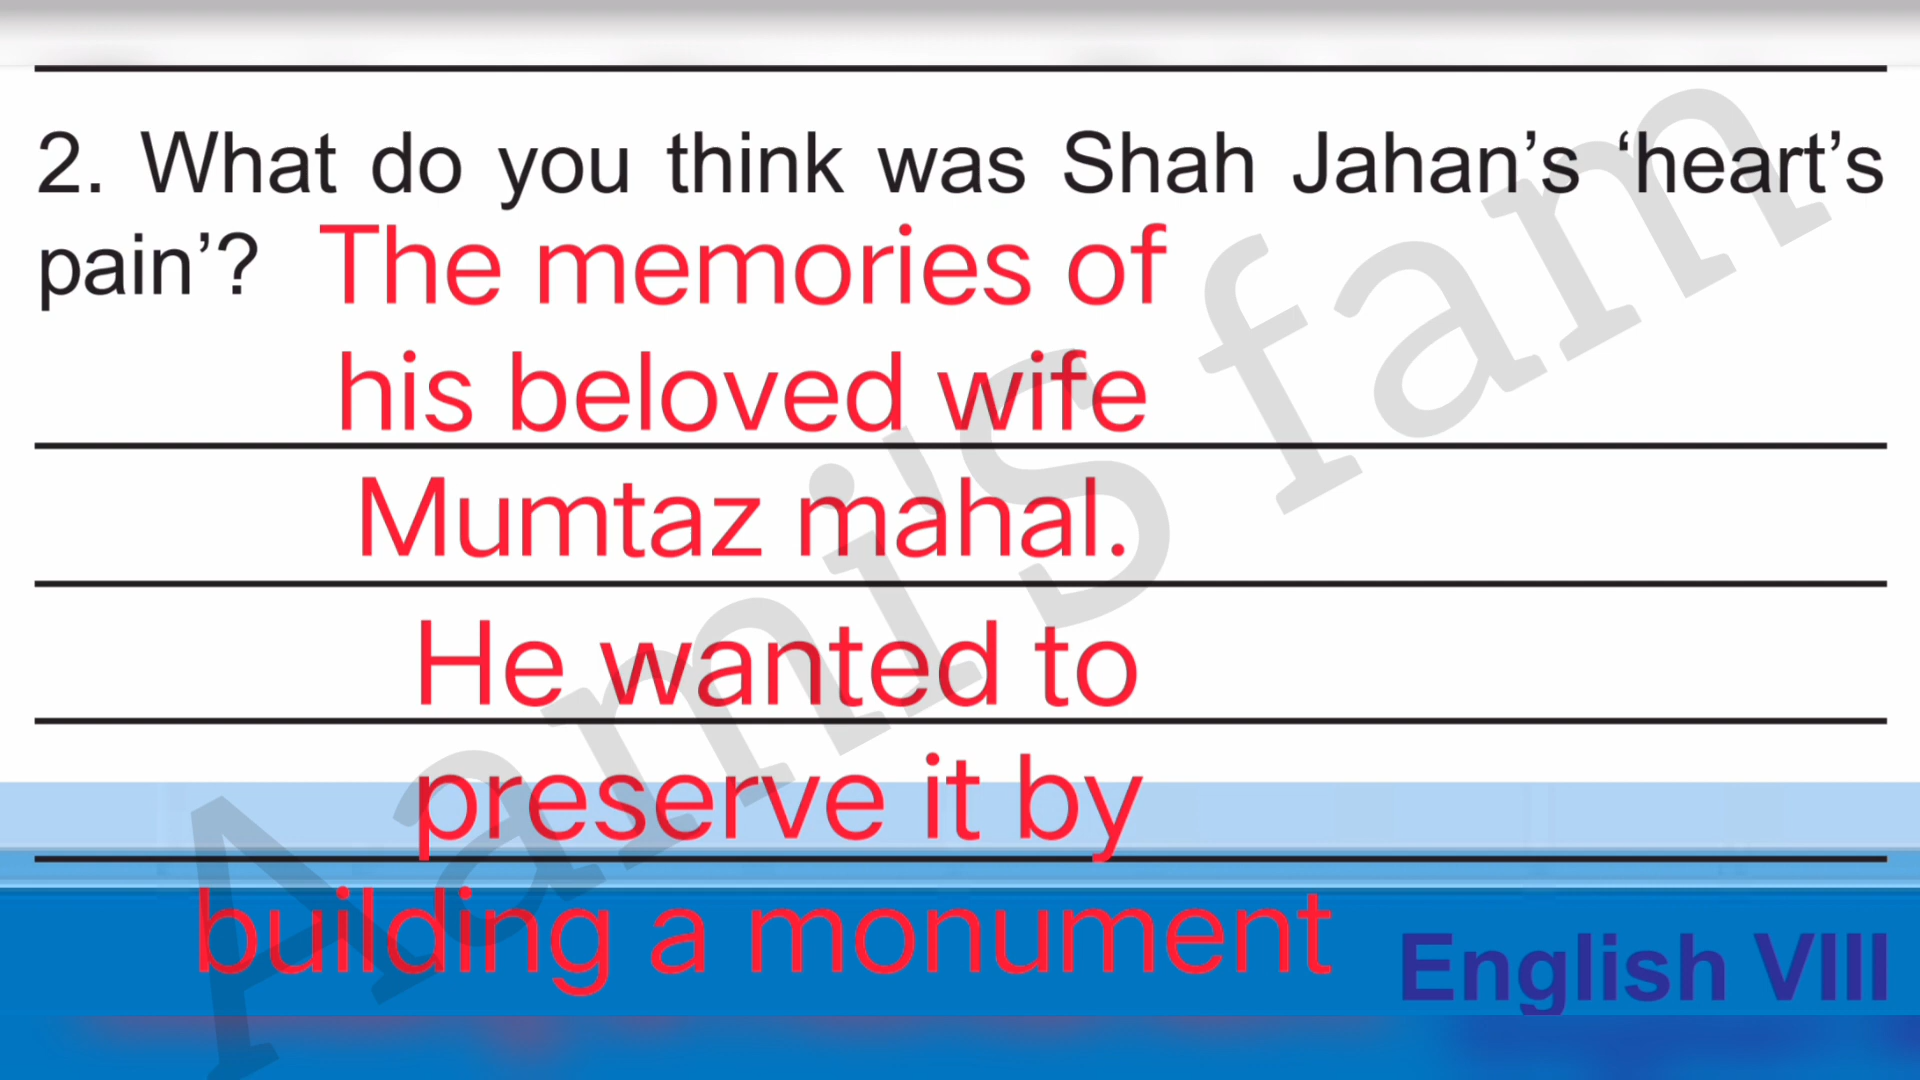 2. What do you think was Shah Jahan’s ‘heart’s
pain’? The memories of
his beloved wife
Mumtaz mahal.
He wanted to
preserve it by
building a monument
English VIII
Aami's fam